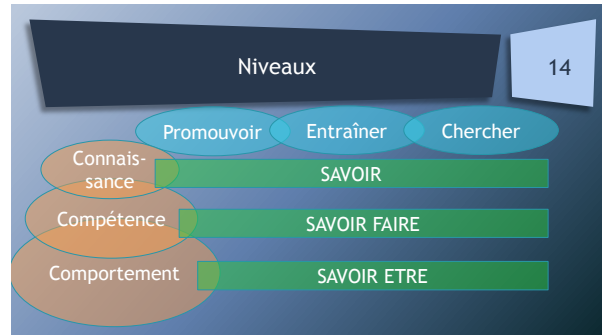 Niveaux
14
Promouvoir Entraîner Chercher
Connais-
sance
SAVOIR
Compétence SAVOIR FAIRE
Comportement SAVOIR ETRE